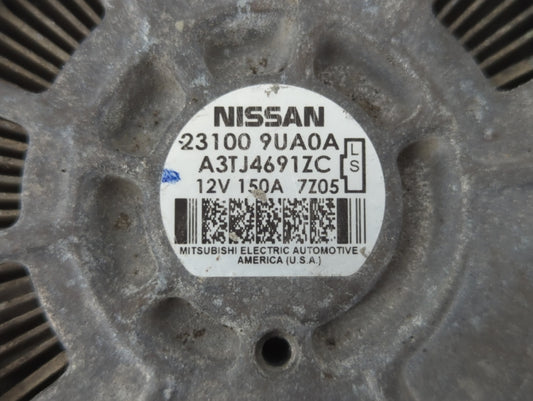 NISSAN
23100 9UA0A
A3TJ4691ZC
12V 150A 7Z05
L
S
MITSUBISHI ELECTRIC AUTOMOTIVE
AMERICA (U.S.A.)